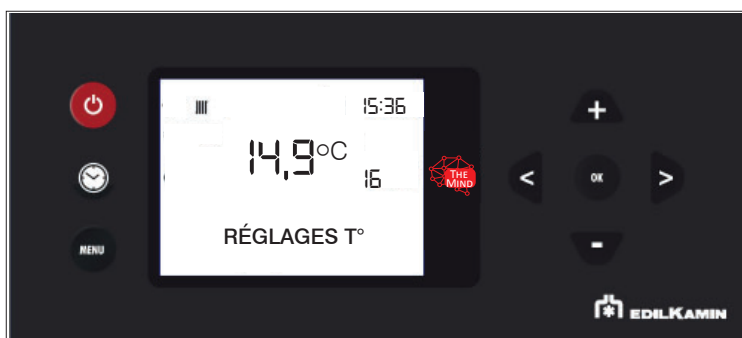 15:36
14,9°C
16
RÉGLAGES T°
THE
MIND
MENU
+
<
OK
>
-
EDILKAMIN